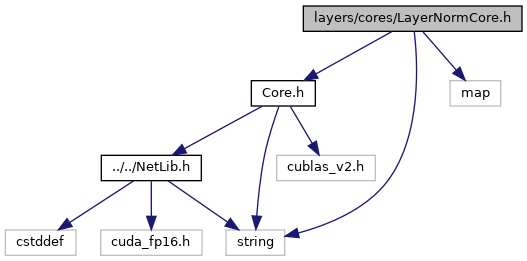 layers/cores/LayerNormCore.h
Core.h
map
../../NetLib.h
cublas_v2.h
cstddef
cuda_fp16.h
string